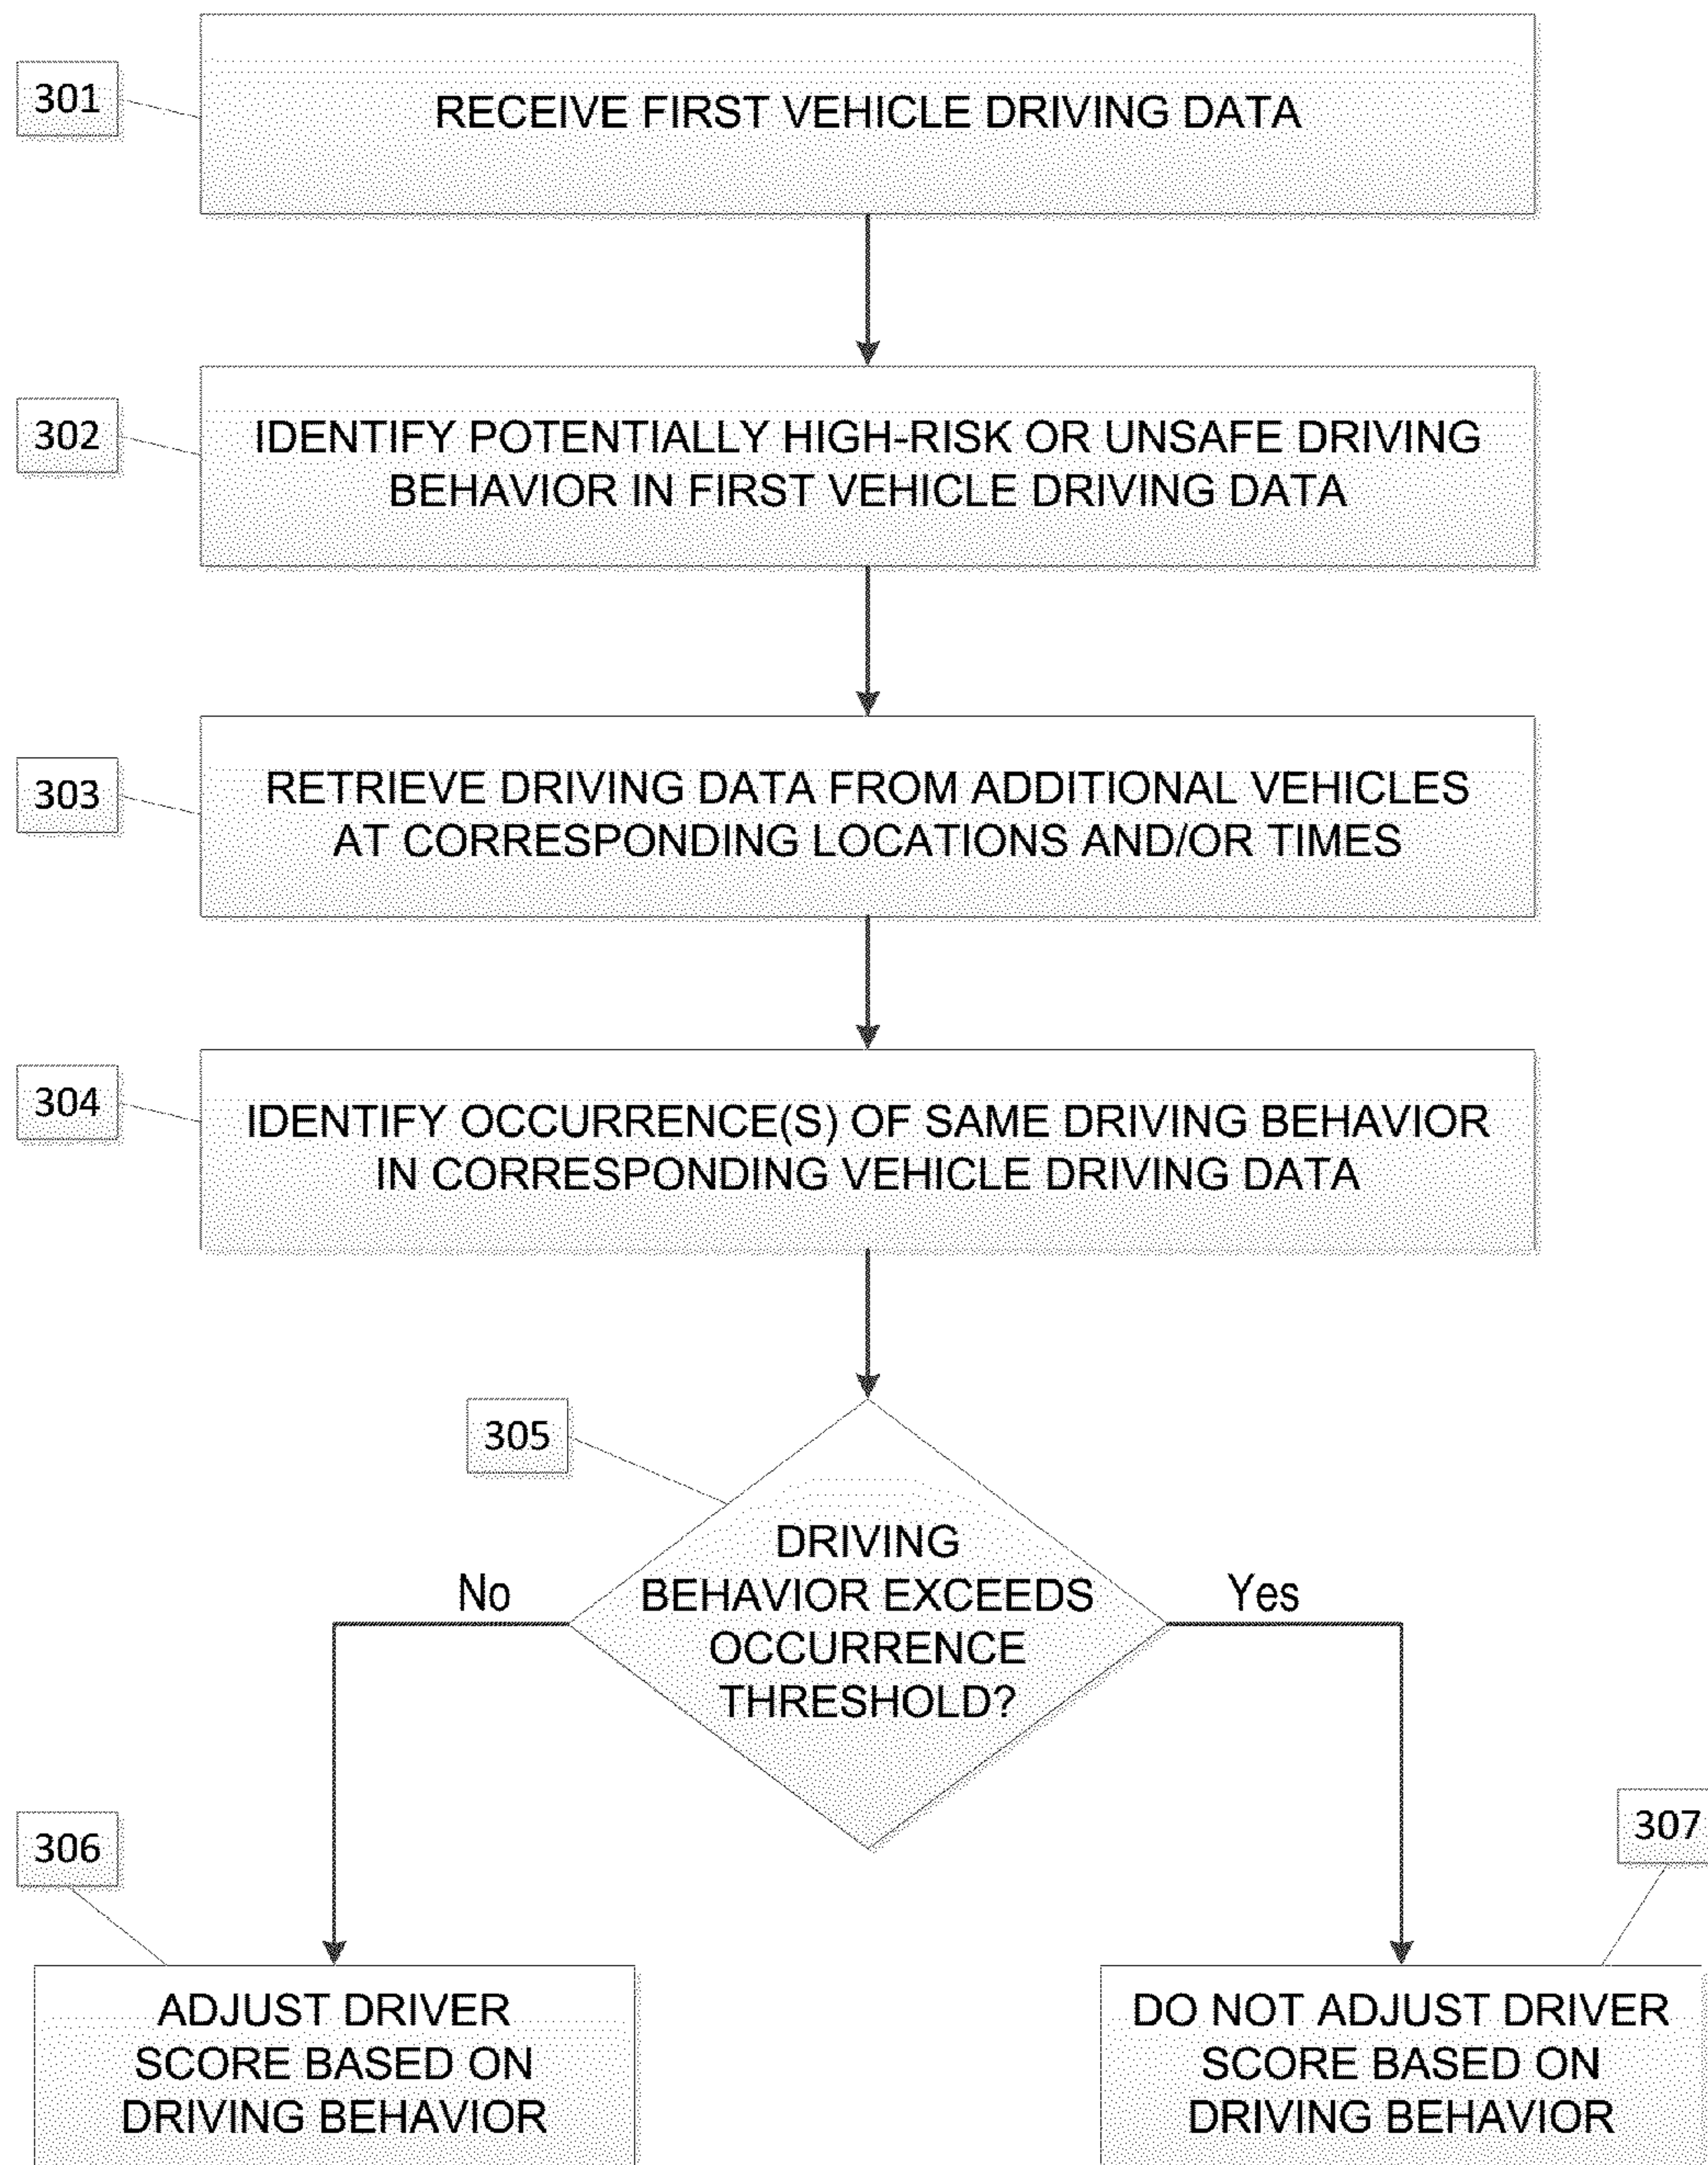 301
RECEIVE FIRST VEHICLE DRIVING DATA
302
IDENTIFY POTENTIALLY HIGH-RISK OR UNSAFE DRIVING
BEHAVIOR IN FIRST VEHICLE DRIVING DATA
303
RETRIEVE DRIVING DATA FROM ADDITIONAL VEHICLES
AT CORRESPONDING LOCATIONS AND/OR TIMES
304
IDENTIFY OCCURRENCE(S) OF SAME DRIVING BEHAVIOR
IN CORRESPONDING VEHICLE DRIVING DATA
305
DRIVING
BEHAVIOR EXCEEDS
OCCURRENCE
THRESHOLD?
No
Yes
306
ADJUST DRIVER
SCORE BASED ON
DRIVING BEHAVIOR
307
DO NOT ADJUST DRIVER
SCORE BASED ON
DRIVING BEHAVIOR